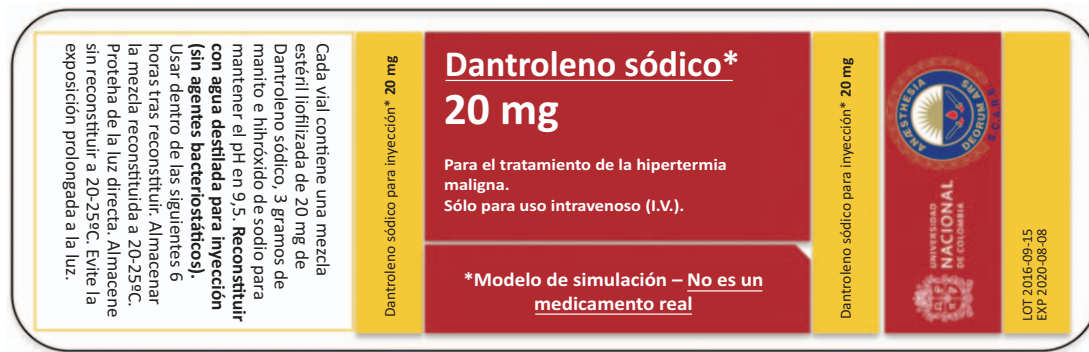 Cada vial contiene una mezcla
estéril liofilizada de 20 mg de
Dantroleno sódico, 3 gramos de
manito e hihróxido de sodio para
mantener el pH en 9,5. Reconstituir
con agua destilada para inyección
(sin agentes bacteriostáticos).
Usar dentro de las siguientes 6
horas tras reconstituir. Almacenar
la mezcla reconstituida a 20-25ºC.
Proteha de la luz directa. Almacene
sin reconstituir a 20-25ºC. Evite la
exposición prolongada a la luz.
Dantroleno sódico para inyección* 20 mg
Dantroleno sódico*
20 mg
Para el tratamiento de la hipertermia
maligna.
Sólo para uso intravenoso (I.V.).
*Modelo de simulación – No es un
medicamento real
Dantroleno sódico para inyección* 20 mg
ANÆSTHESIA
DEORUM ARS
S.C.A.R.E.
UNIVERSIDAD
NACIONAL
DE COLOMBIA
LOT 2016-09-15
EXP 2020-08-08